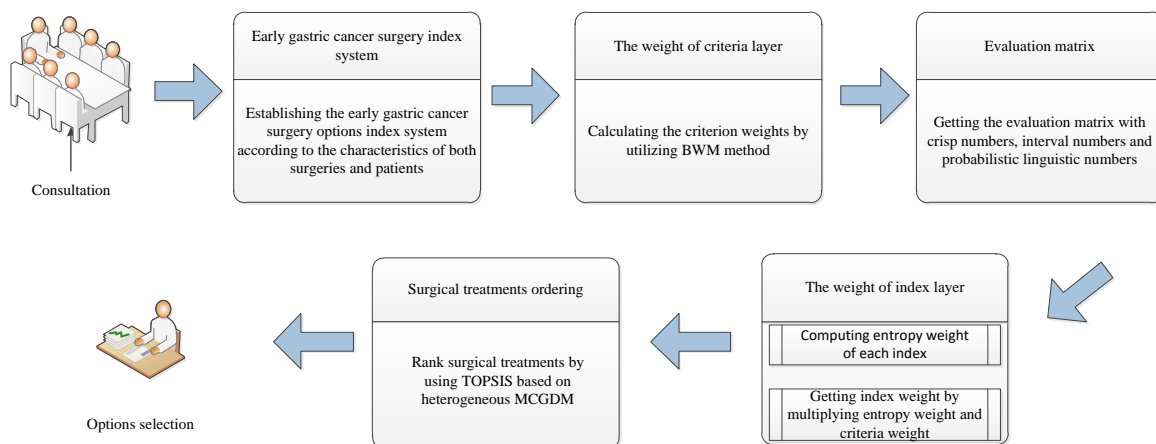 Consultation
Early gastric cancer surgery index
system
Establishing the early gastric cancer
surgery options index system
according to the characteristics of both
surgeries and patients
The weight of criteria layer
Calculating the criterion weights by
utilizing BWM method
Evaluation matrix
Getting the evaluation matrix with
crisp numbers, interval numbers and
probabilistic linguistic numbers
The weight of index layer
Computing entropy weight
of each index
Getting index weight by
multiplying entropy weight and
criteria weight
Surgical treatments ordering
Rank surgical treatments by
using TOPSIS based on
heterogeneous MCGDM
Options selection